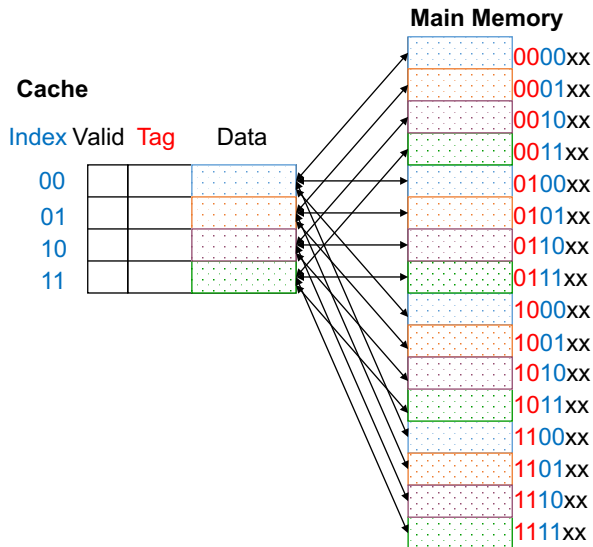 Main Memory
Cache
Index Valid Tag Data
00
01
10
11
0000xx
0001xx
0010xx
0011xx
0100xx
0101xx
0110xx
0111xx
1000xx
1001xx
1010xx
1011xx
1100xx
1101xx
1110xx
1111xx